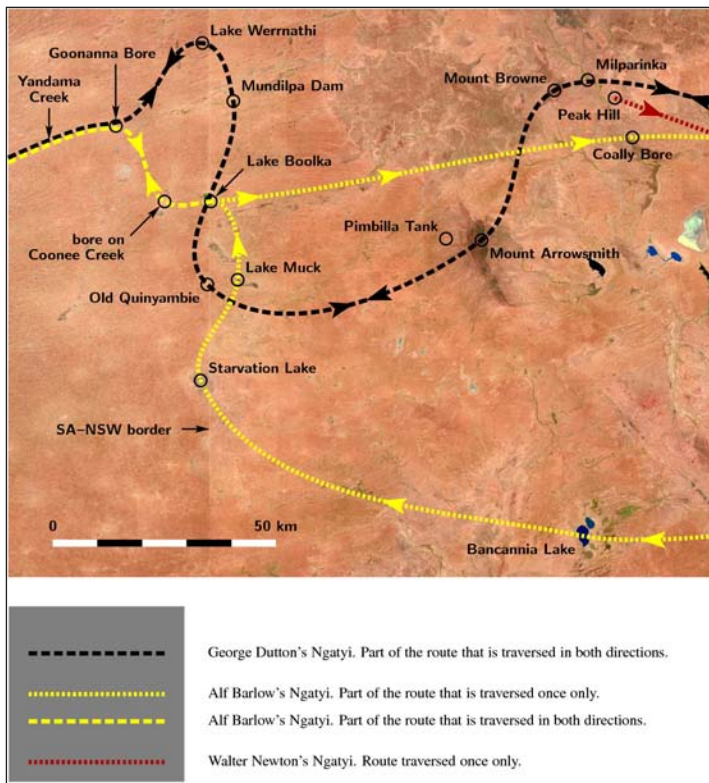 Lake Werrnathi
Goonanna Bore
Milparinka
Mount Browne
Yandama
Creek
Mundilpa Dam
Peak Hill
Coally Bore
Lake Boolka
bore on
Coonee Creek
Pimbilla Tank
Mount Arrowsmith
Lake Muck
Old Quinyambie
Starvation Lake
SA–NSW border
0 50 km
Bancannia Lake
George Dutton's Ngatyi. Part of the route that is traversed in both directions.
Alf Barlow's Ngatyi. Part of the route that is traversed once only.
Alf Barlow's Ngatyi. Part of the route that is traversed in both directions.
Walter Newton's Ngatyi. Route traversed once only.